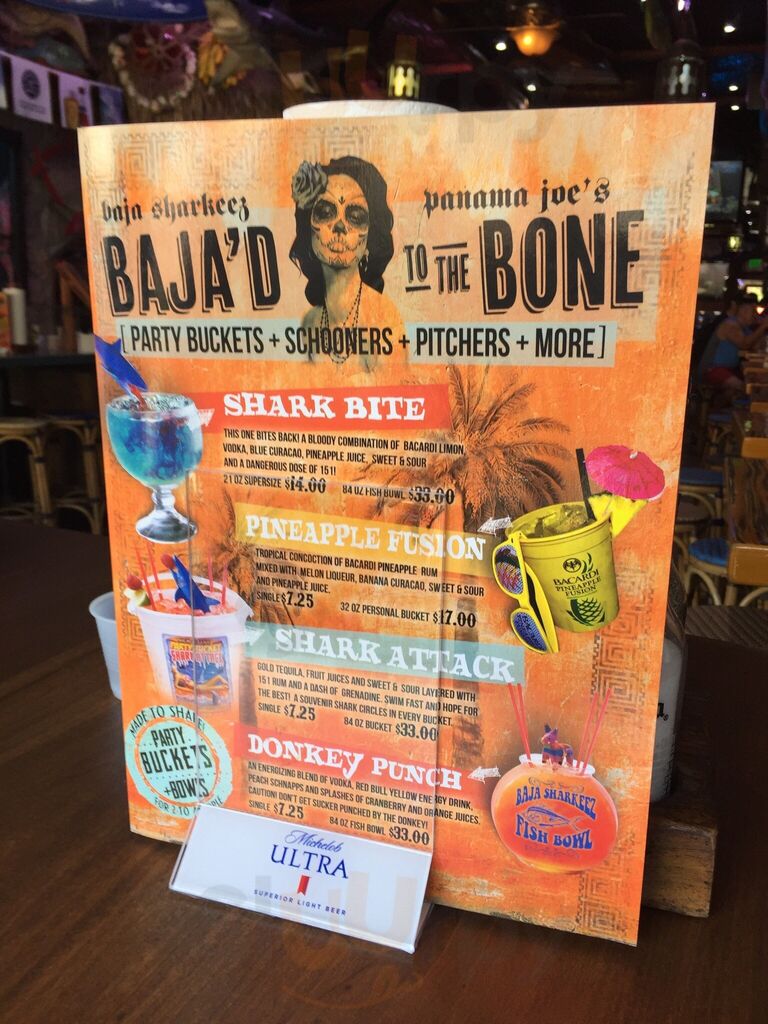 baja sharkeez
panama joe's
BAJA'D TO THE BONE
[PARTY BUCKETS + SCHOONERS + PITCHERS + MORE]
SHARK BITE
THIS ONE BITES BACK! A BLOODY COMBINATION OF BACARDI LIMON,
VODKA, BLUE CURACAO, PINEAPPLE JUICE, SWEET & SOUR
AND A DANGEROUS DOSE OF 151!
21 OZ SUPERSIZE $14.00 84 OZ FISH BOWL $33.00
PINEAPPLE FUSION
TROPICAL CONCOCTION OF BACARDI PINEAPPLE RUM
MIXED WITH MELON LIQUEUR, BANANA CURACAO, SWEET & SOUR
AND PINEAPPLE JUICE.
SINGLE $7.25 32 OZ PERSONAL BUCKET $17.00
BACARDI
PINEAPPLE
FUSION
SHARK ATTACK
GOLD TEQUILA, FRUIT JUICES AND SWEET & SOUR LAYERED WITH
151 RUM AND A DASH OF GRENADINE. SWIM FAST AND HOPE FOR
THE BEST! A SOUVENIR SHARK CIRCLES IN EVERY BUCKET.
SINGLE $7.25 84 OZ BUCKET $33.00
PARTY BUCKET
SHARK ATTACK
MADE TO SHARE!
PARTY
BUCKETS
+BOWLS
FOR 2-10
DONKEY PUNCH
AN ENERGIZING BLEND OF VODKA, RED BULL YELLOW ENERGY DRINK,
PEACH SCHNAPPS AND SPLASHES OF CRANBERRY AND ORANGE JUICES.
CAUTION! DON'T GET SUCKER PUNCHED BY THE DONKEY!
SINGLE $7.25 84 OZ FISH BOWL $33.00
BAJA SHARKEEZ
FISH BOWL
Michelob
ULTRA
SUPERIOR LIGHT BEER